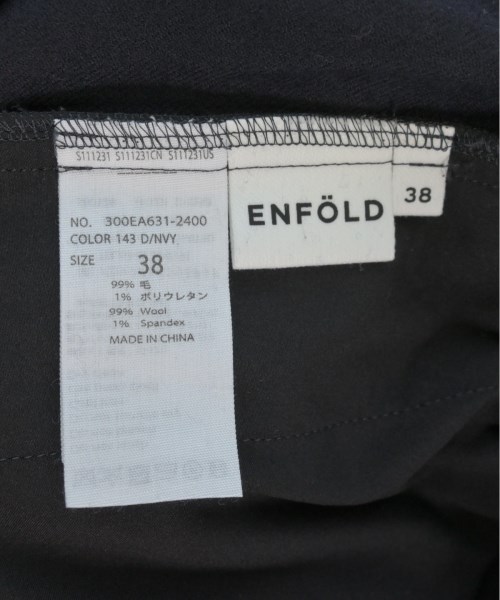 S111231 S111231CN S111231US
NO. 300EA631-2400
COLOR 143 D/NVY
SIZE 38
99% 毛
1% ポリウレタン
99% Wool
1% Spandex
MADE IN CHINA
ENFÖLD
38